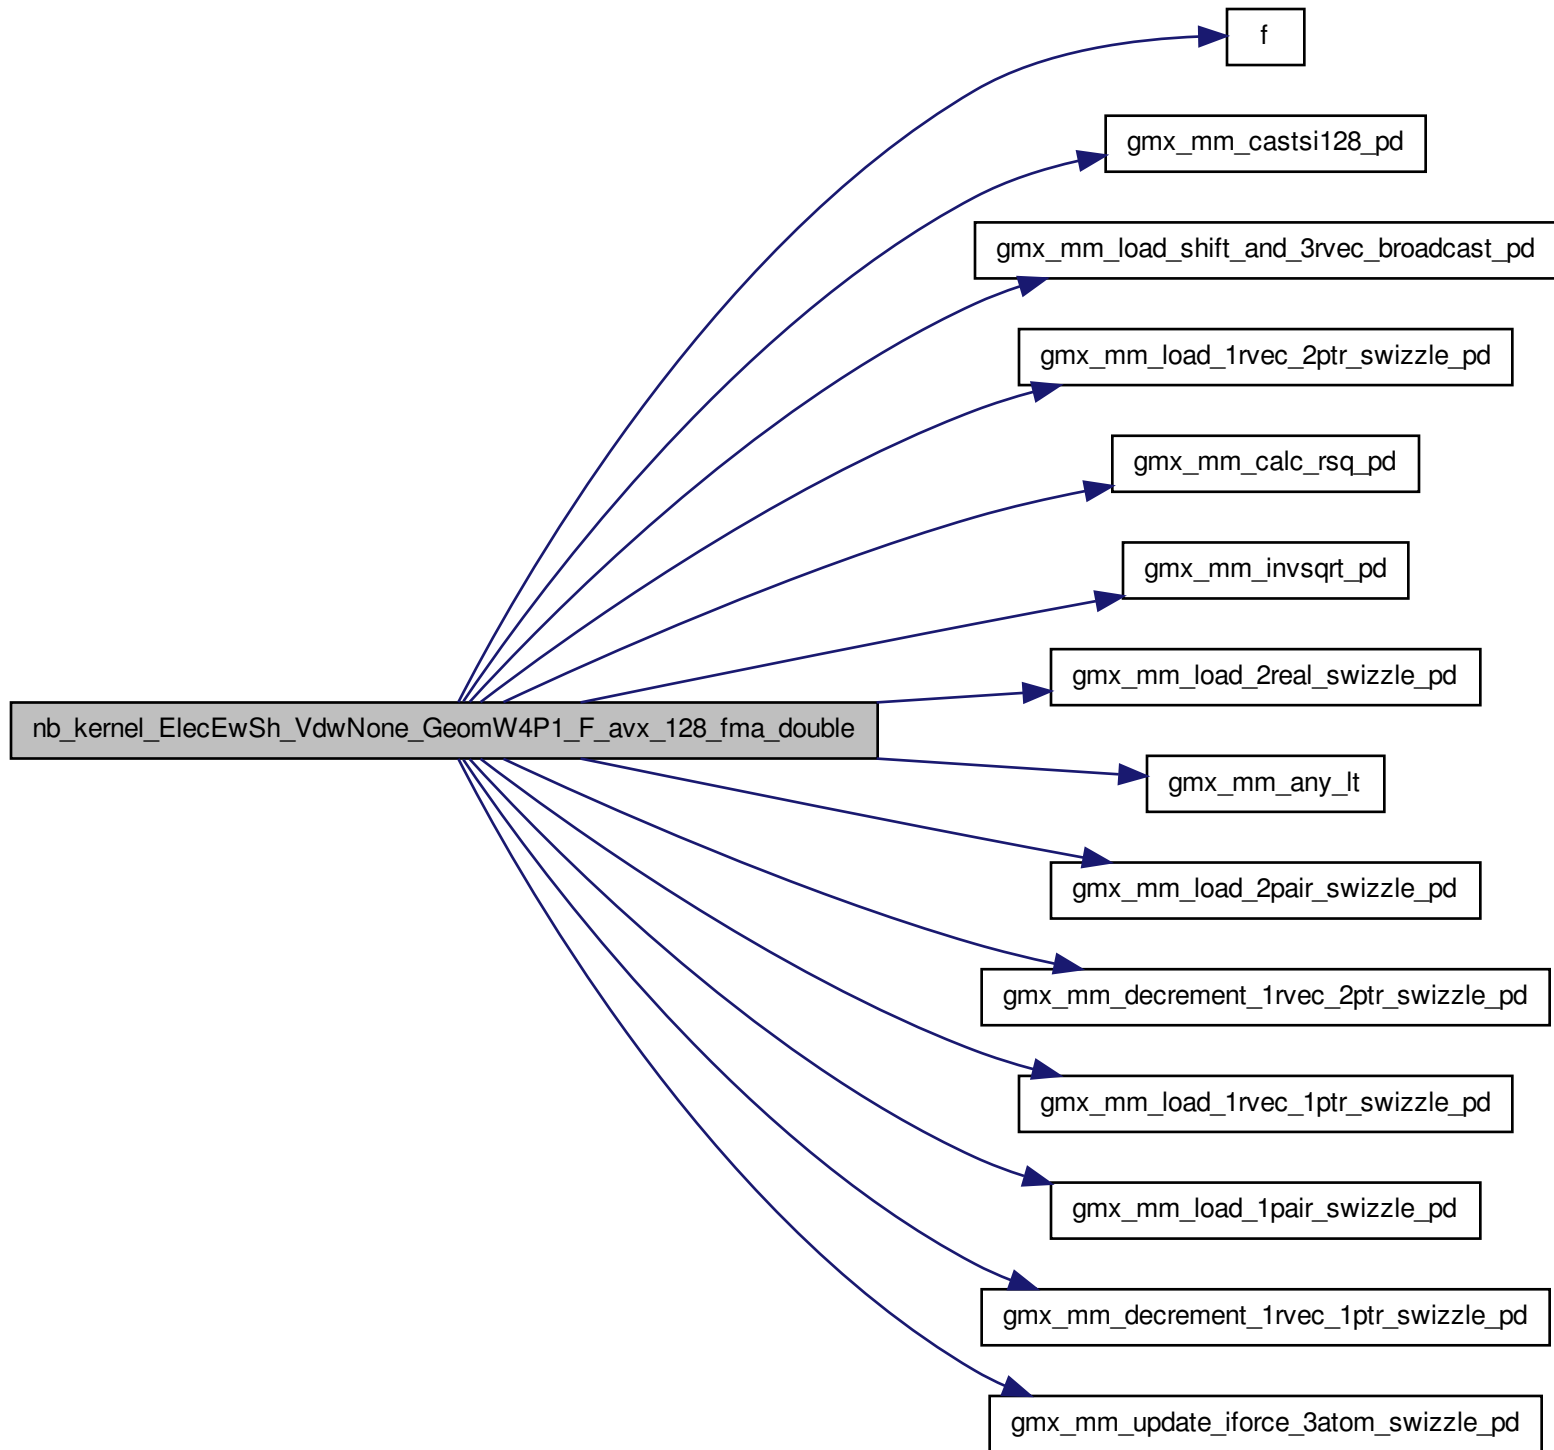 f
gmx_mm_castsi128_pd
gmx_mm_load_shift_and_3rvec_broadcast_pd
gmx_mm_load_1rvec_2ptr_swizzle_pd
gmx_mm_calc_rsq_pd
gmx_mm_invsqrt_pd
gmx_mm_load_2real_swizzle_pd
nb_kernel_ElecEwSh_VdwNone_GeomW4P1_F_avx_128_fma_double
gmx_mm_any_lt
gmx_mm_load_2pair_swizzle_pd
gmx_mm_decrement_1rvec_2ptr_swizzle_pd
gmx_mm_load_1rvec_1ptr_swizzle_pd
gmx_mm_load_1pair_swizzle_pd
gmx_mm_decrement_1rvec_1ptr_swizzle_pd
gmx_mm_update_iforce_3atom_swizzle_pd